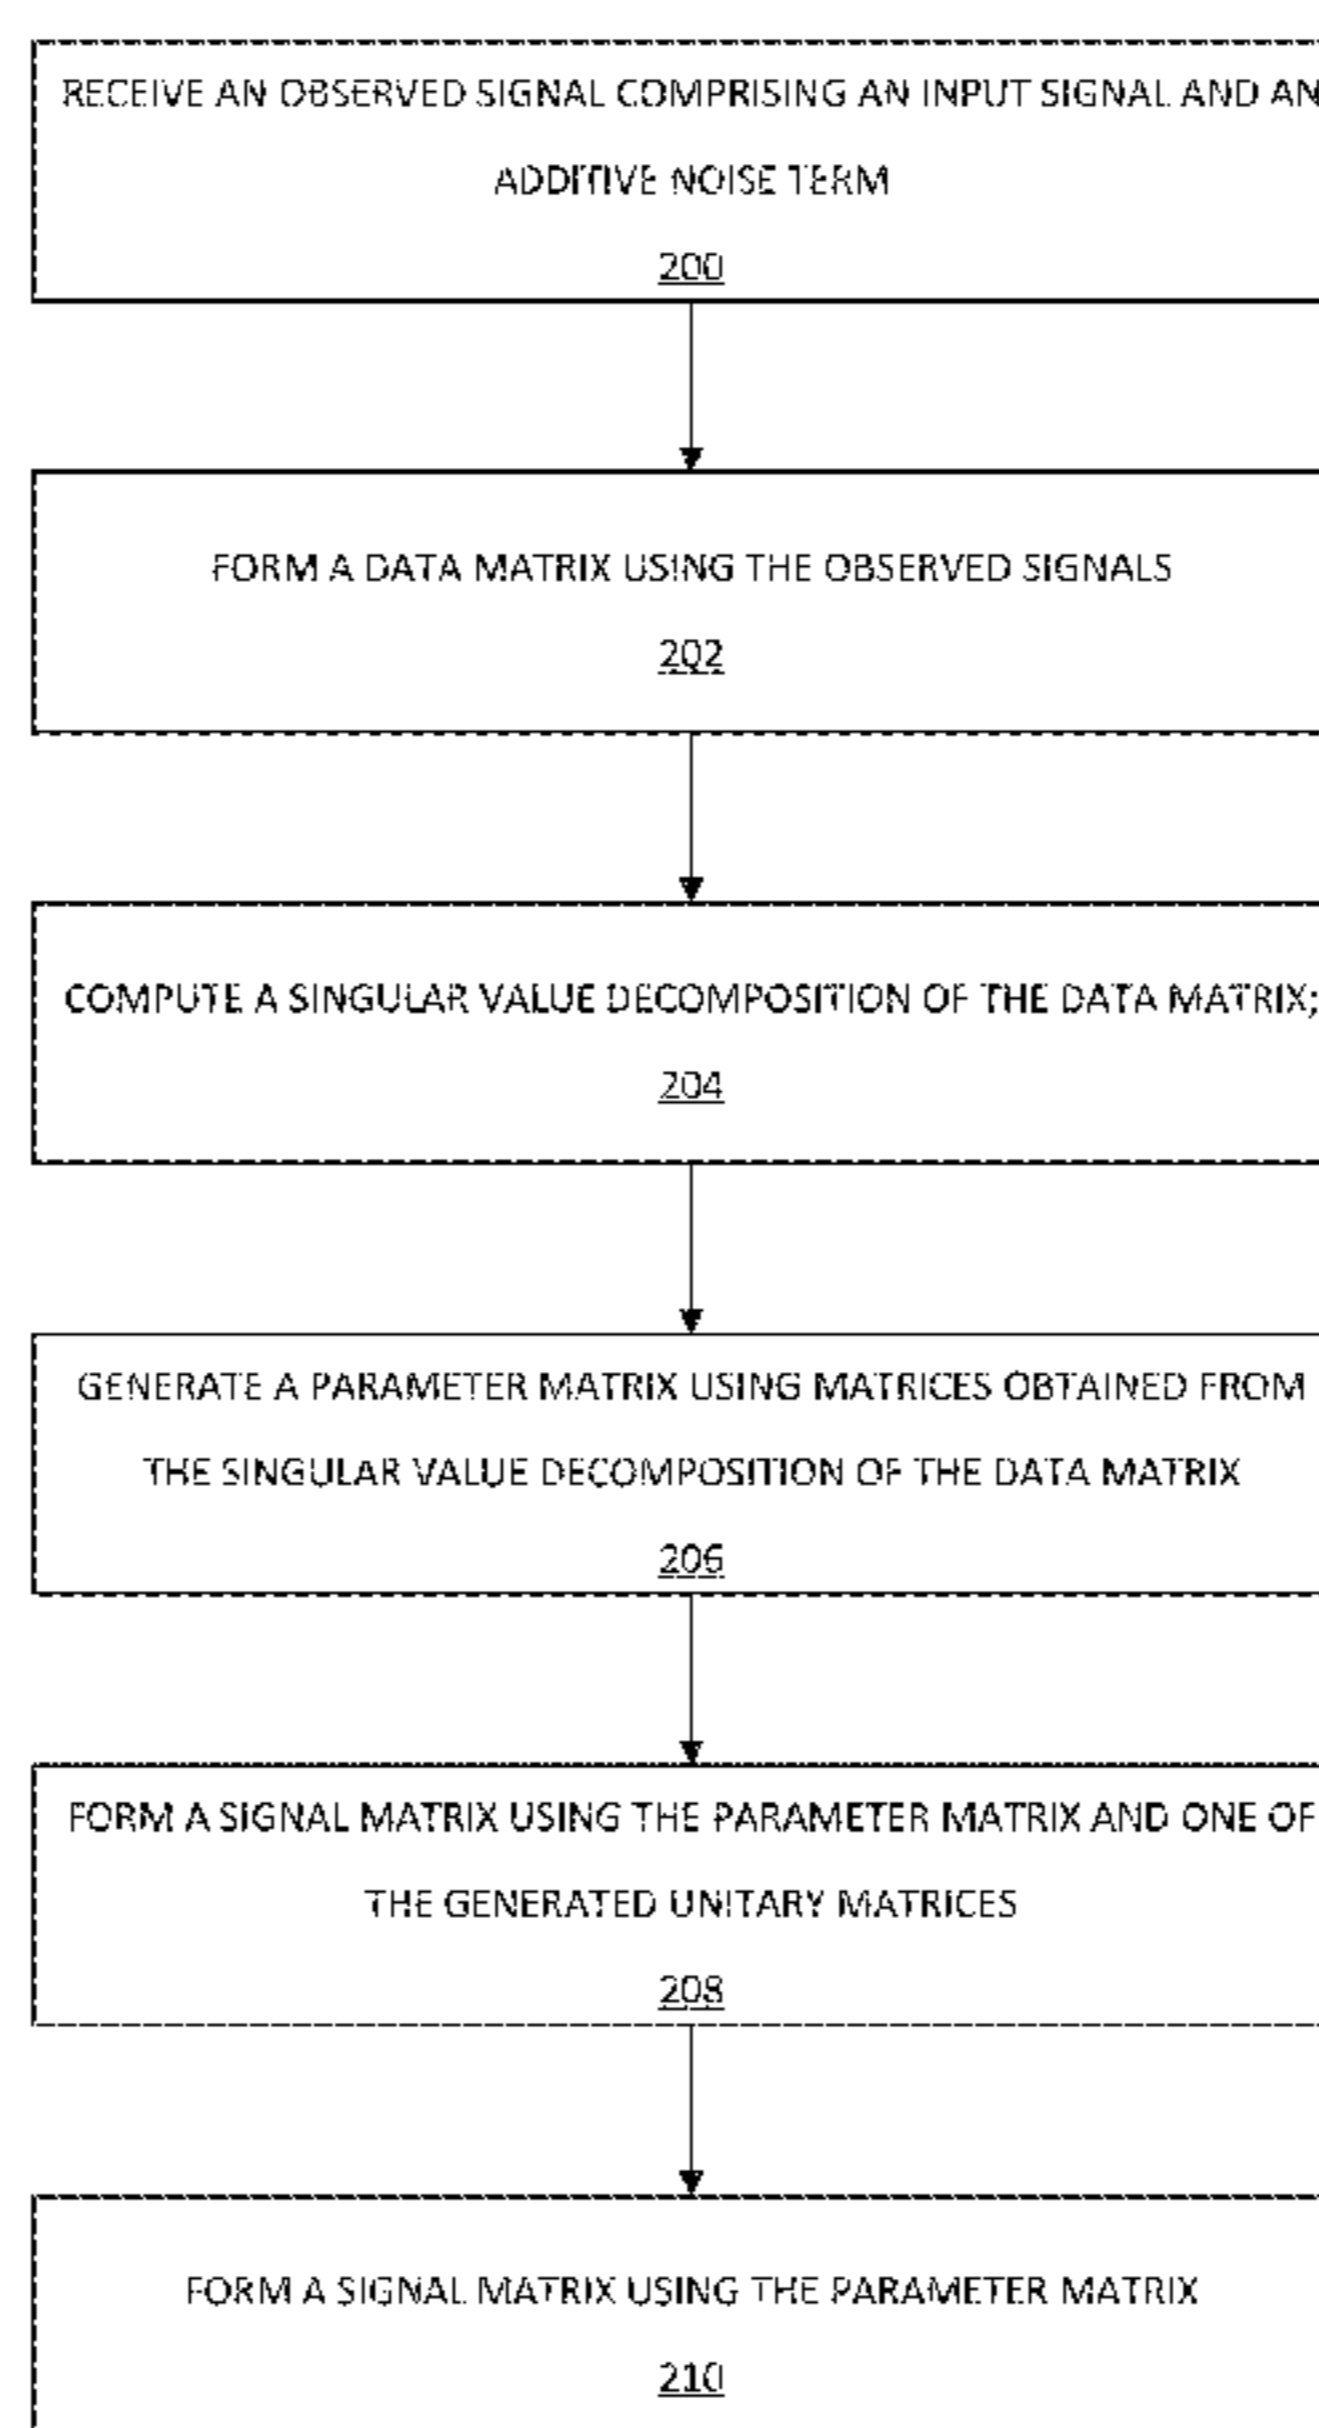 RECEIVE AN OBSERVED SIGNAL COMPRISING AN INPUT SIGNAL AND AN
ADDITIVE NOISE TERM
200
FORM A DATA MATRIX USING THE OBSERVED SIGNALS
202
COMPUTE A SINGULAR VALUE DECOMPOSITION OF THE DATA MATRIX;
204
GENERATE A PARAMETER MATRIX USING MATRICES OBTAINED FROM
THE SINGULAR VALUE DECOMPOSITION OF THE DATA MATRIX
206
FORM A SIGNAL MATRIX USING THE PARAMETER MATRIX AND ONE OF
THE GENERATED UNITARY MATRICES
208
FORM A SIGNAL MATRIX USING THE PARAMETER MATRIX
210